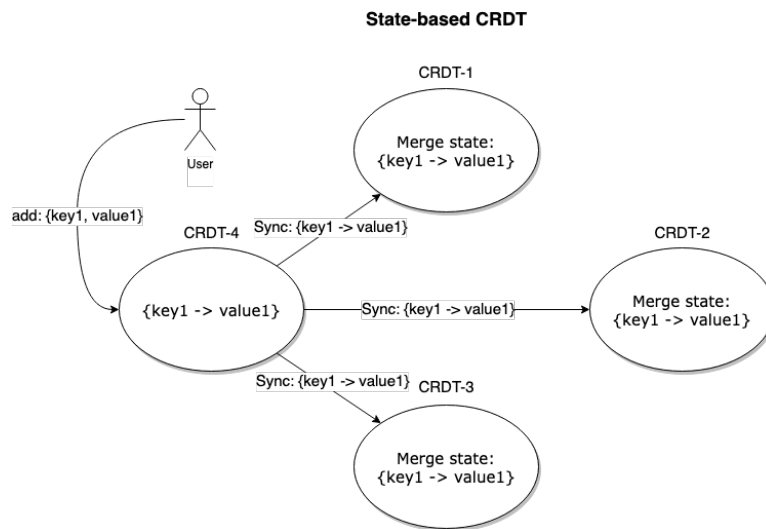 State-based CRDT
CRDT-1
Merge state:
{key1 -> value1}
User
add: {key1, value1}
Sync: {key1 -> value1}
CRDT-4
{key1 -> value1}
CRDT-2
Sync: {key1 -> value1}
Merge state:
{key1 -> value1}
Sync: {key1 -> value1}
CRDT-3
Merge state:
{key1 -> value1}